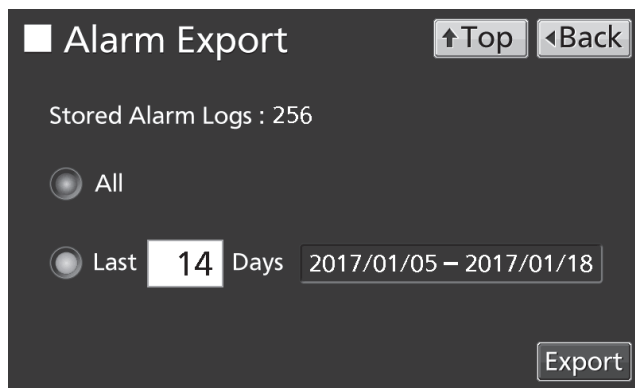 Alarm Export
↑Top
◂Back
Stored Alarm Logs : 256
All
Last 14 Days 2017/01/05 – 2017/01/18
Export